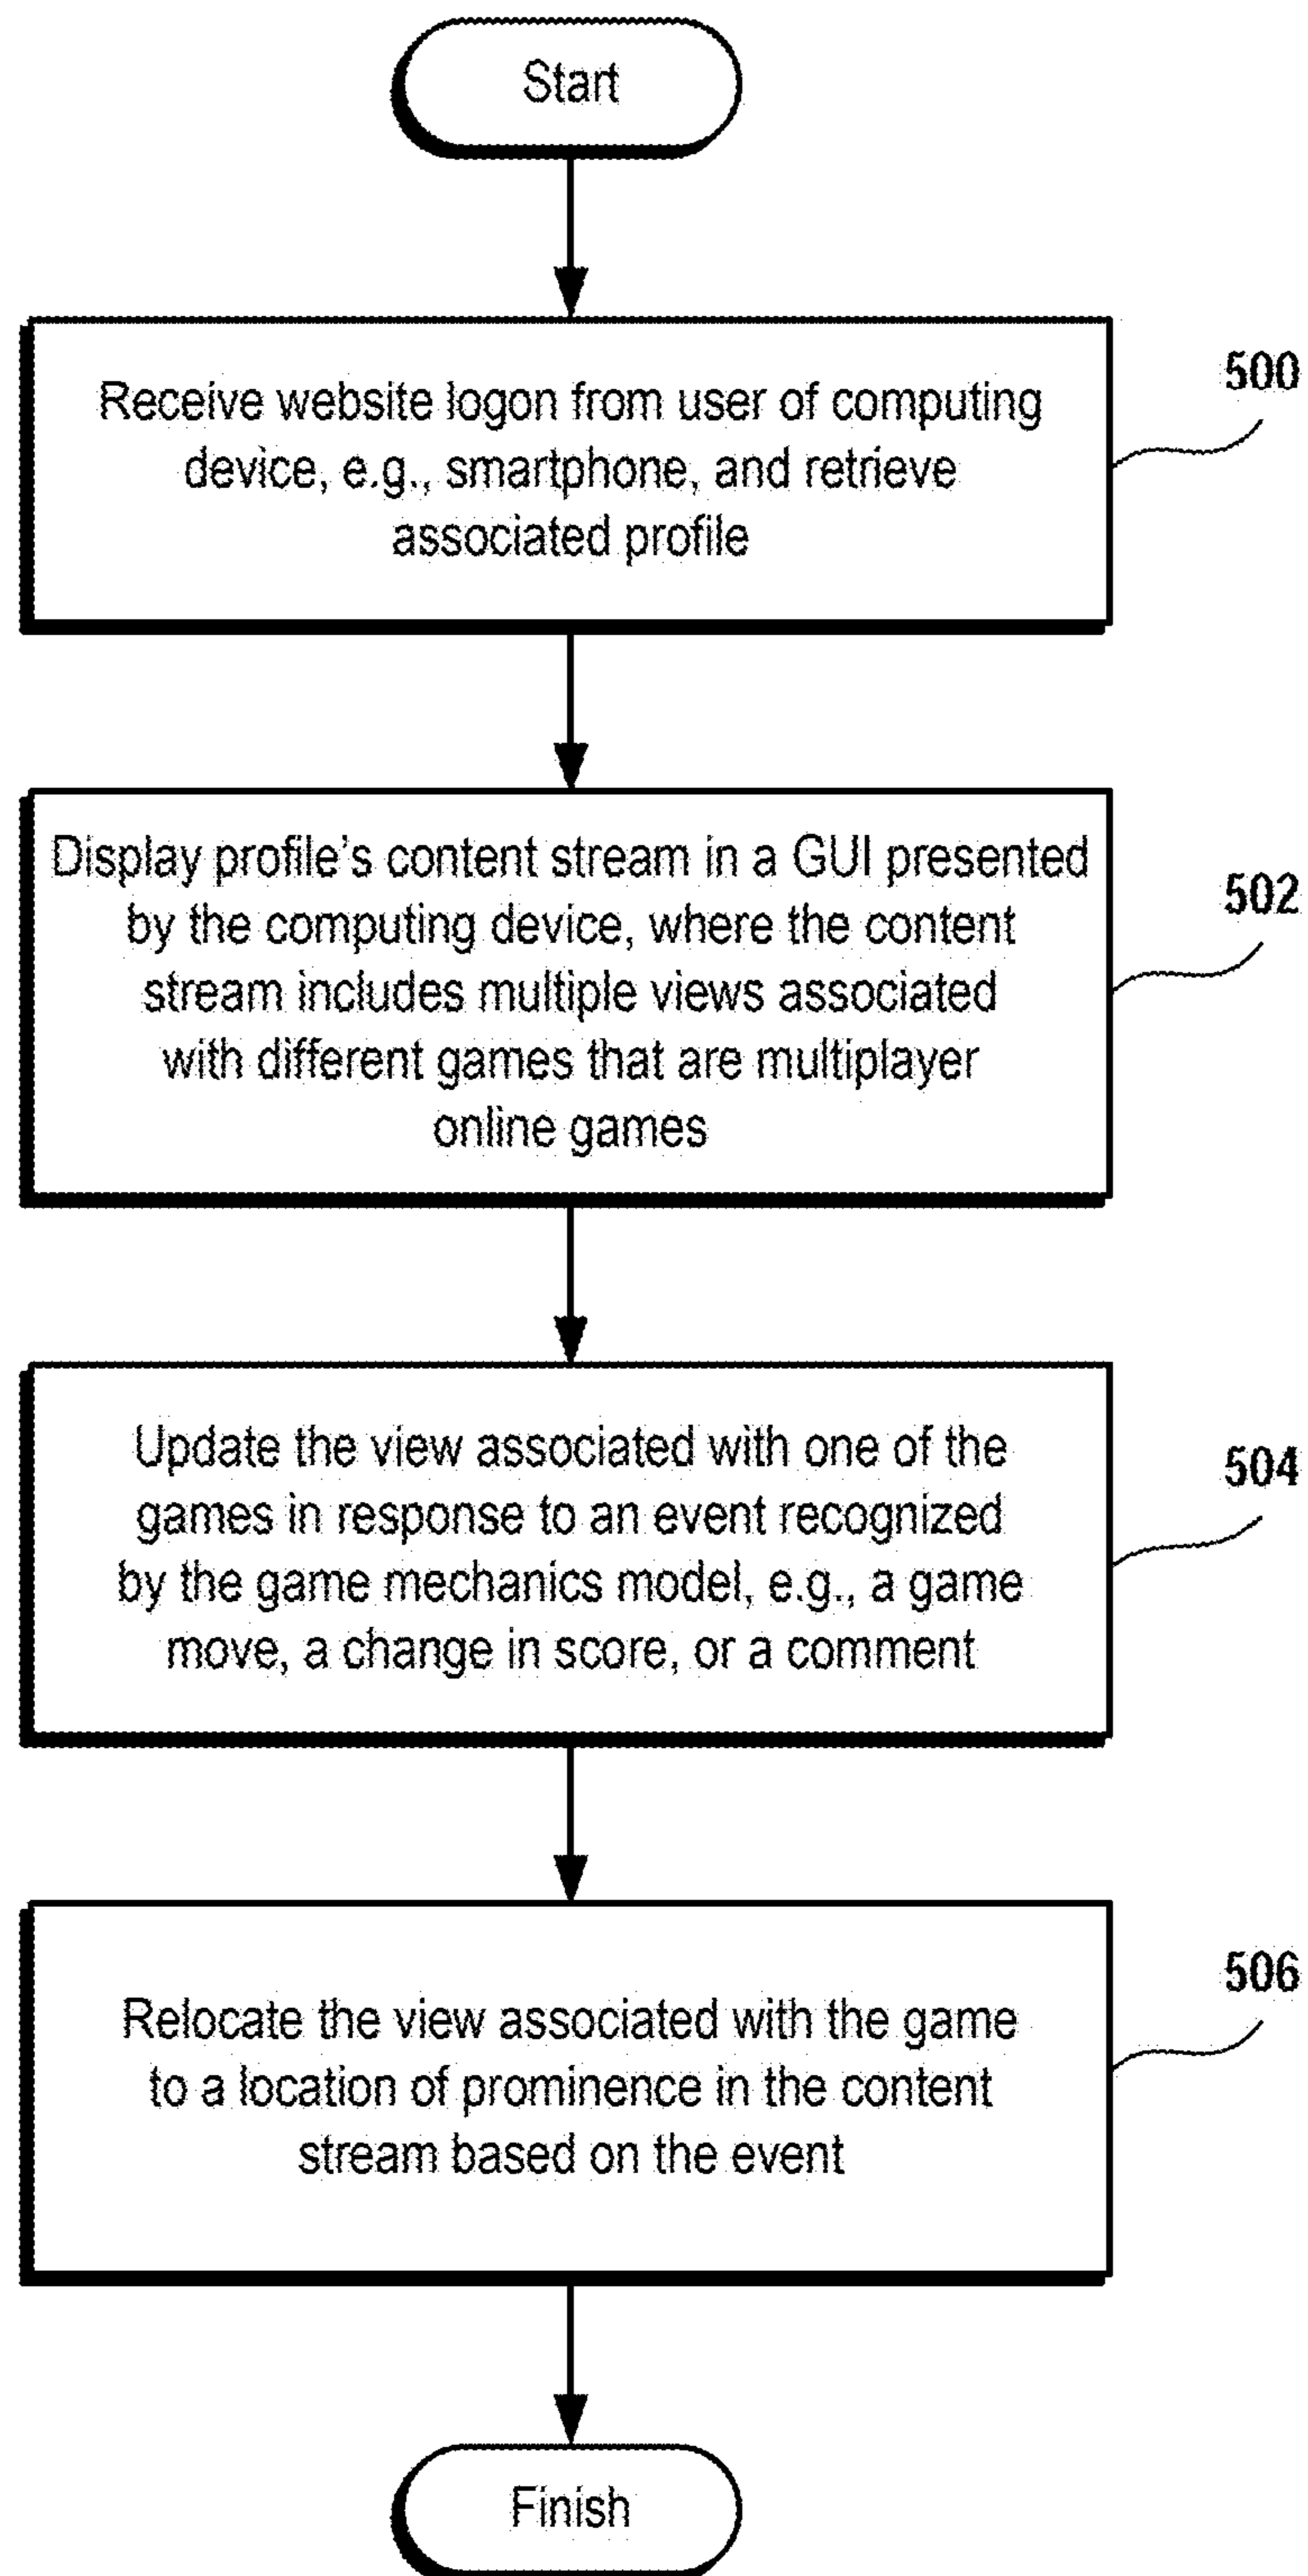 Start
Receive website logon from user of computing
device, e.g., smartphone, and retrieve
associated profile
500
Display profile's content stream in a GUI presented
by the computing device, where the content
stream includes multiple views associated
with different games that are multiplayer
online games
502
Update the view associated with one of the
games in response to an event recognized
by the game mechanics model, e.g., a game
move, a change in score, or a comment
504
Relocate the view associated with the game
to a location of prominence in the content
stream based on the event
506
Finish